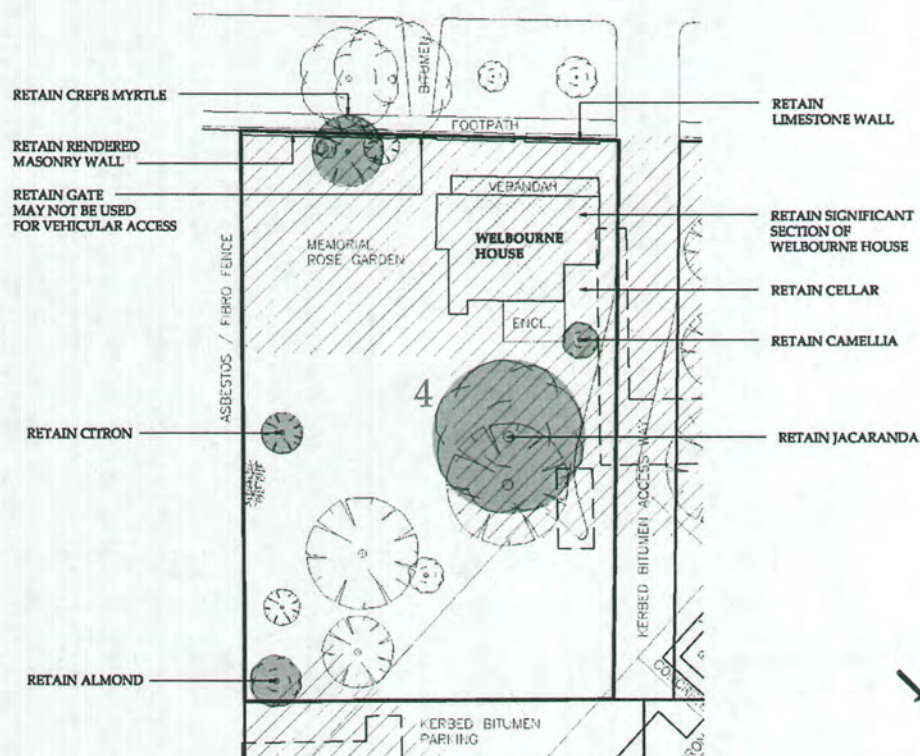 BITUMEN
RETAIN CREPE MYRTLE
RETAIN
LIMESTONE WALL
FOOTPATH
RETAIN RENDERED
MASONRY WALL
RETAIN GATE
MAY NOT BE USED
FOR VEHICULAR ACCESS
VERANDAH
MEMORIAL
ROSE GARDEN
WELBOURNE
HOUSE
RETAIN SIGNIFICANT
SECTION OF
WELBOURNE HOUSE
RETAIN CELLAR
ENCL.
RETAIN CAMELLIA
ASBESTOS / FIBRO FENCE
4
RETAIN CITRON
RETAIN JACARANDA
KERBED BITUMEN ACCESS WAY
RETAIN ALMOND
KERBED BITUMEN
PARKING